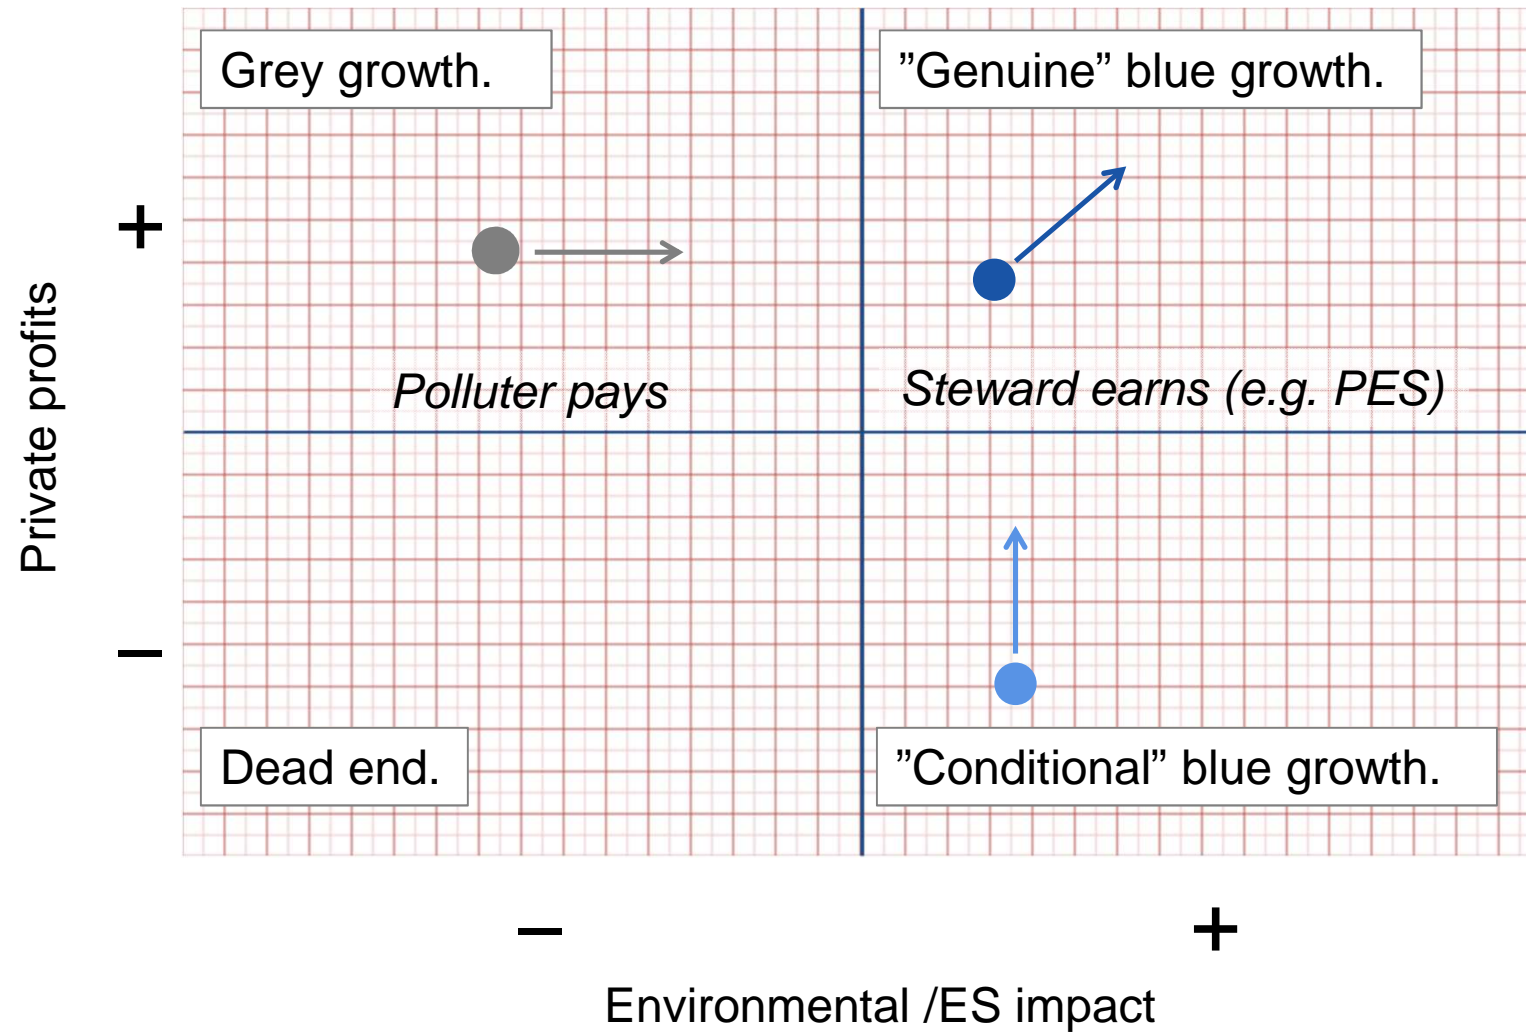 Grey growth.
”Genuine” blue growth.
+
Private profits
Polluter pays
Steward earns (e.g. PES)
–
Dead end.
”Conditional” blue growth.
–
+
Environmental /ES impact